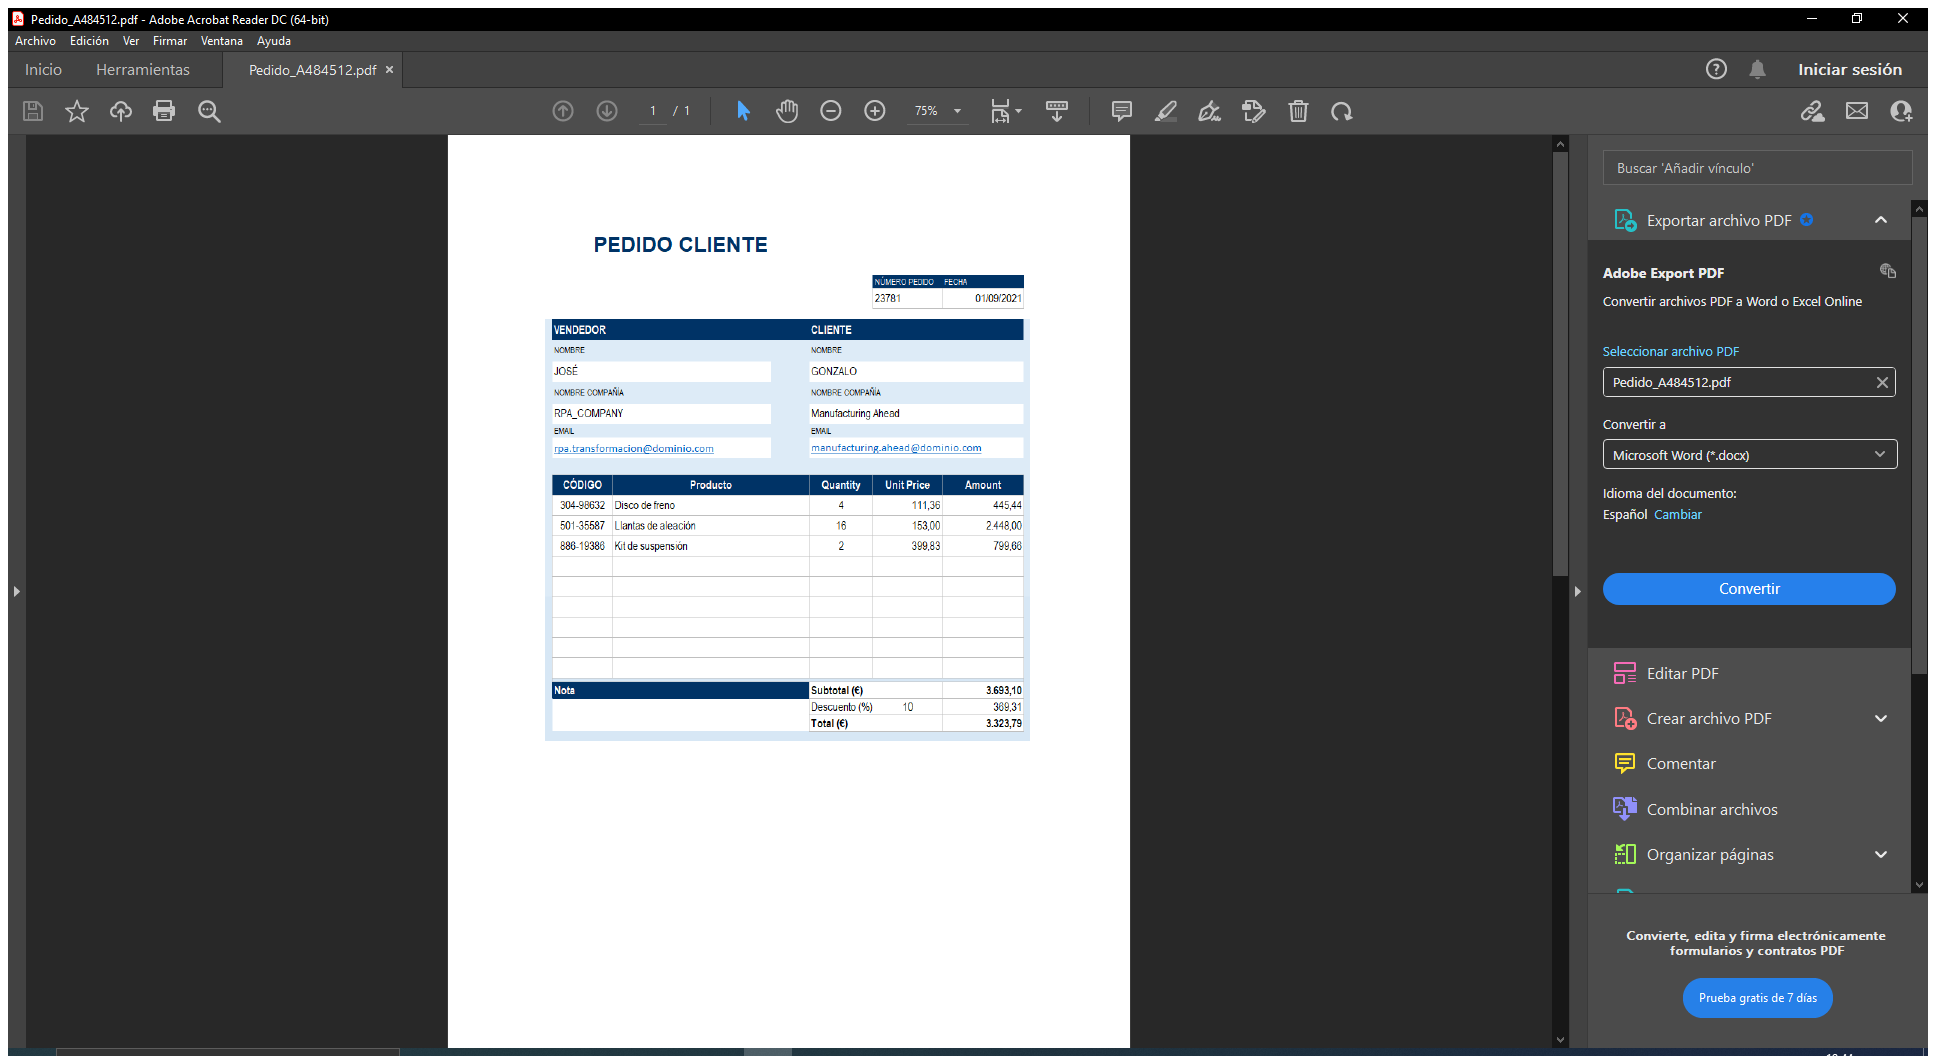 Pedido_A484512.pdf - Adobe Acrobat Reader DC (64-bit)
Archivo Edición Ver Firmar Ventana Ayuda
Inicio Herramientas Pedido_A484512.pdf × Iniciar sesión
1 / 1 75%
PEDIDO CLIENTE
NÚMERO PEDIDO FECHA
23781 01/09/2021
VENDEDOR CLIENTE
NOMBRE NOMBRE
JOSÉ GONZALO
NOMBRE COMPAÑÍA NOMBRE COMPAÑÍA
RPA_COMPANY Manufacturing Ahead
EMAIL EMAIL
rpa.transformacion@dominio.com manufacturing.ahead@dominio.com
CÓDIGO Producto Quantity Unit Price Amount
304-98632 Disco de freno 4 111,36 445,44
501-35587 Llantas de aleación 16 153,00 2.448,00
886-19386 Kit de suspensión 2 399,83 799,66
Nota Subtotal (€) 3.693,10
Descuento (%) 10 369,31
Total (€) 3.323,79
Buscar 'Añadir vínculo'
Exportar archivo PDF
Adobe Export PDF
Convertir archivos PDF a Word o Excel Online
Seleccionar archivo PDF
Pedido_A484512.pdf
Convertir a
Microsoft Word (*.docx)
Idioma del documento:
Español Cambiar
Convertir
Editar PDF
Crear archivo PDF
Comentar
Combinar archivos
Organizar páginas
Convierte, edita y firma electrónicamente
formularios y contratos PDF
Prueba gratis de 7 días